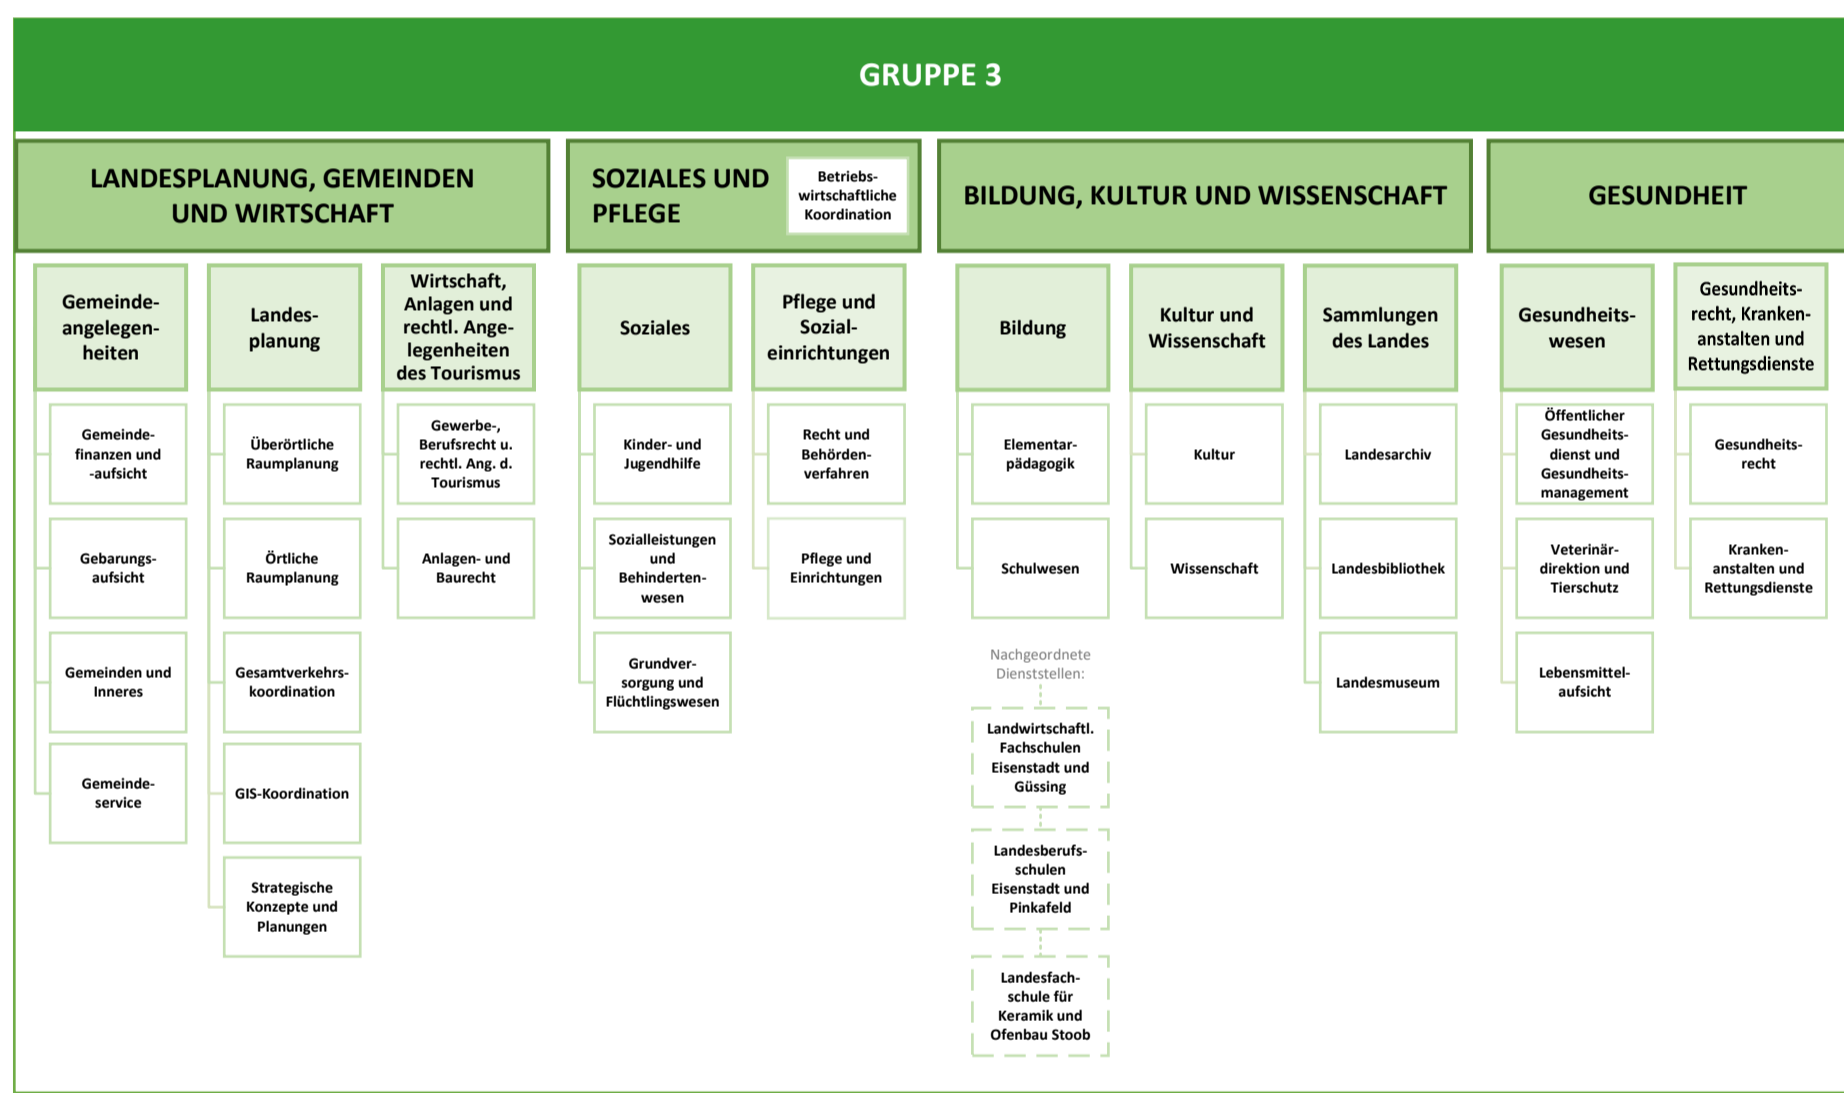 GRUPPE 3
LANDESPLANUNG, GEMEINDEN
UND WIRTSCHAFT
SOZIALES UND
PFLEGE
Betriebs-
wirtschaftliche
Koordination
BILDUNG, KULTUR UND WISSENSCHAFT
GESUNDHEIT
Gemeinde-
angelegen-
heiten
Landes-
planung
Wirtschaft,
Anlagen und
rechtl. Ange-
legenheiten
des Tourismus
Soziales
Pflege und
Sozial-
einrichtungen
Bildung
Kultur und
Wissenschaft
Sammlungen
des Landes
Gesundheits-
wesen
Gesundheits-
recht, Kranken-
anstalten und
Rettungsdienste
Gemeinde-
finanzen und
-aufsicht
Überörtliche
Raumplanung
Gewerbe-,
Berufsrecht u.
rechtl. Ang. d.
Tourismus
Kinder- und
Jugendhilfe
Recht und
Behörden-
verfahren
Elementar-
pädagogik
Kultur
Landesarchiv
Öffentlicher
Gesundheits-
dienst und
Gesundheits-
management
Gesundheits-
recht
Gebarungs-
aufsicht
Örtliche
Raumplanung
Anlagen- und
Baurecht
Sozialleistungen
und
Behinderten-
wesen
Pflege und
Einrichtungen
Schulwesen
Wissenschaft
Landesbibliothek
Veterinär-
direktion und
Tierschutz
Kranken-
anstalten und
Rettungsdienste
Gemeinden und
Inneres
Gesamtverkehrs-
koordination
Grundver-
sorgung und
Flüchtlingswesen
Nachgeordnete
Dienststellen:
Landesmuseum
Lebensmittel-
aufsicht
Gemeinde-
service
GIS-Koordination
Landwirtschaftl.
Fachschulen
Eisenstadt und
Güssing
Strategische
Konzepte und
Planungen
Landesberufs-
schulen
Eisenstadt und
Pinkafeld
Landesfach-
schule für
Keramik und
Ofenbau Stoob